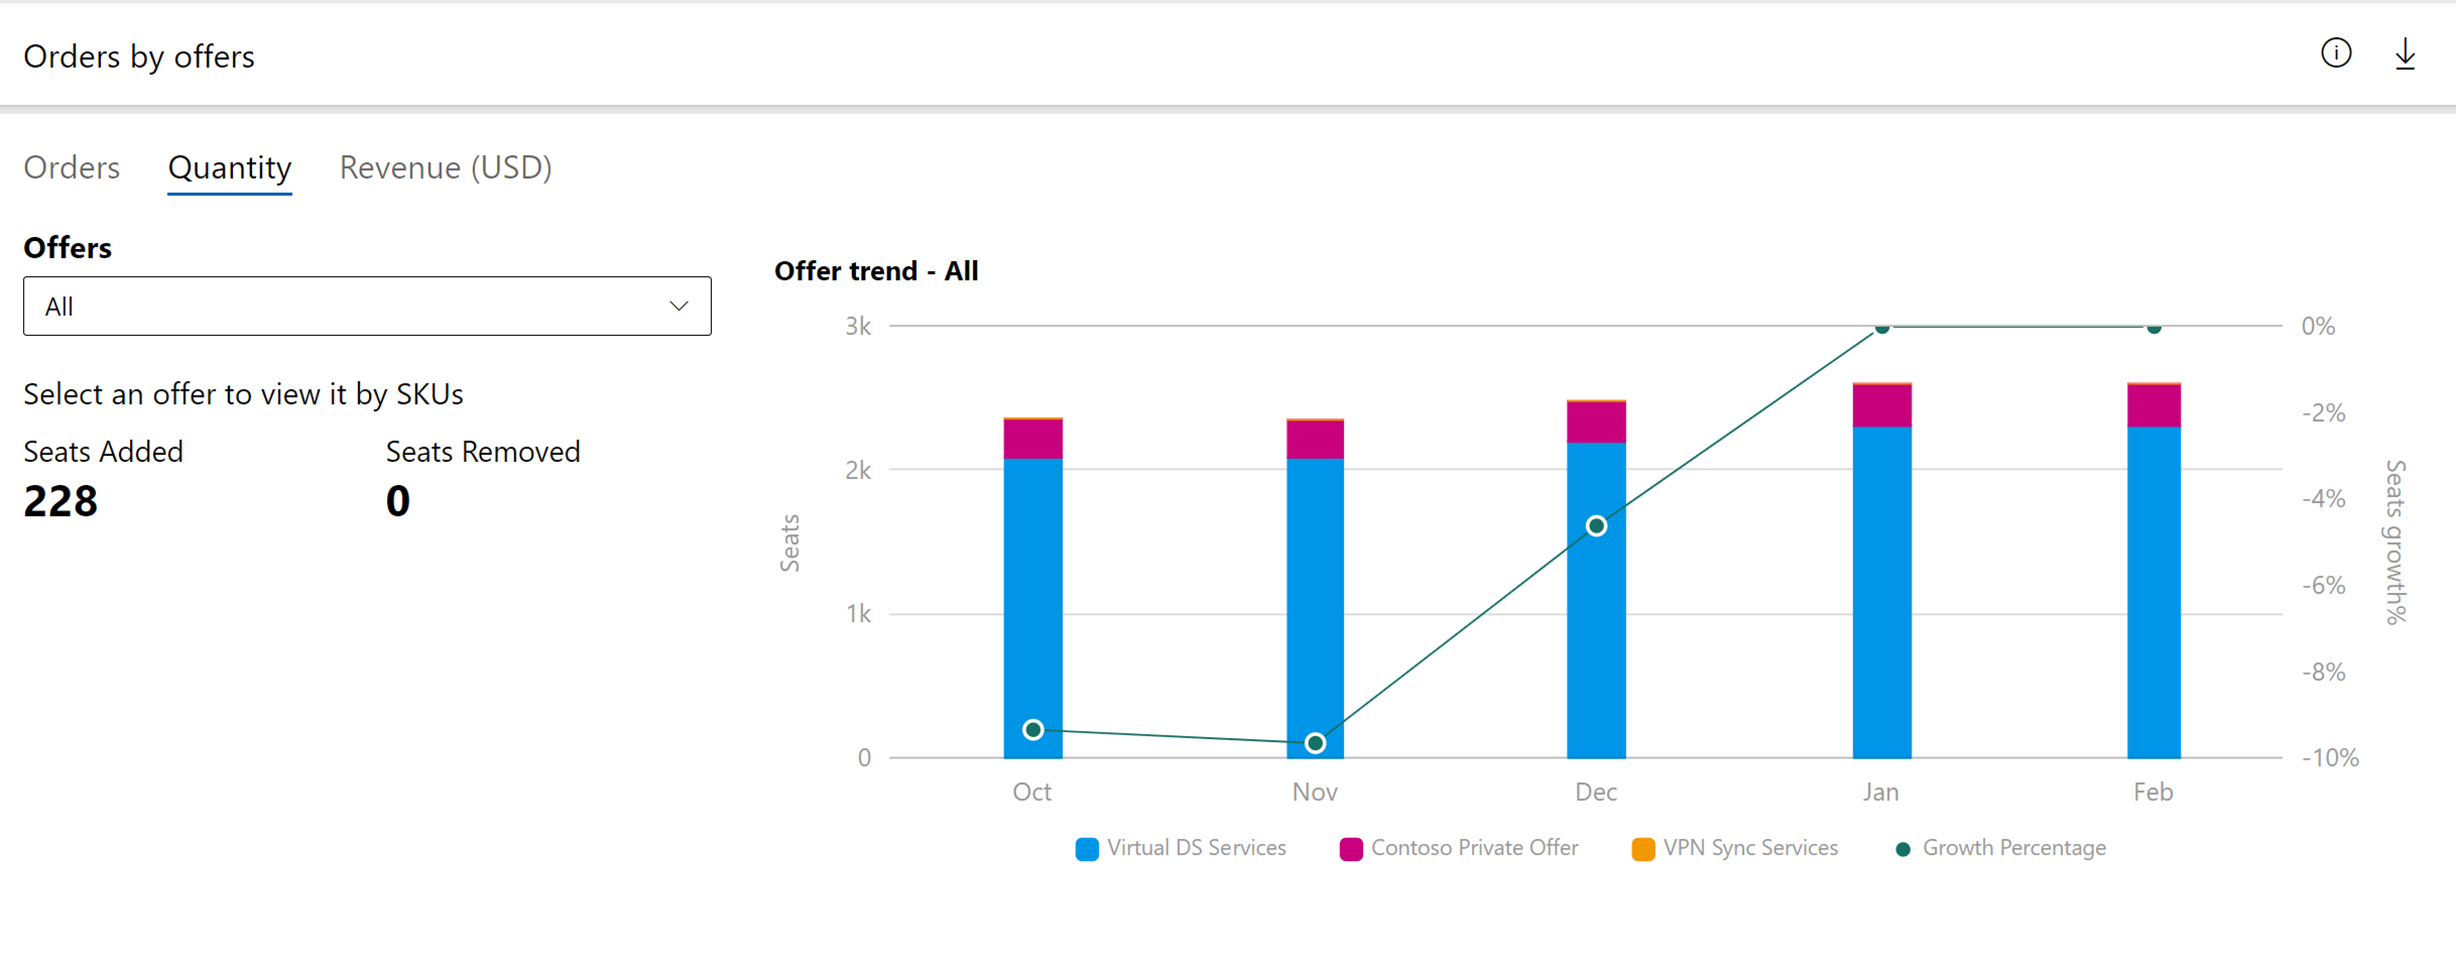 Orders by offers
Orders Quantity Revenue (USD)
Offers
All
Select an offer to view it by SKUs
Seats Added Seats Removed
228 0
Offer trend - All
3k 0%
-2%
2k
-4%
Seats
Seats growth%
-6%
1k
-8%
0 -10%
Oct Nov Dec Jan Feb
Virtual DS Services Contoso Private Offer VPN Sync Services Growth Percentage